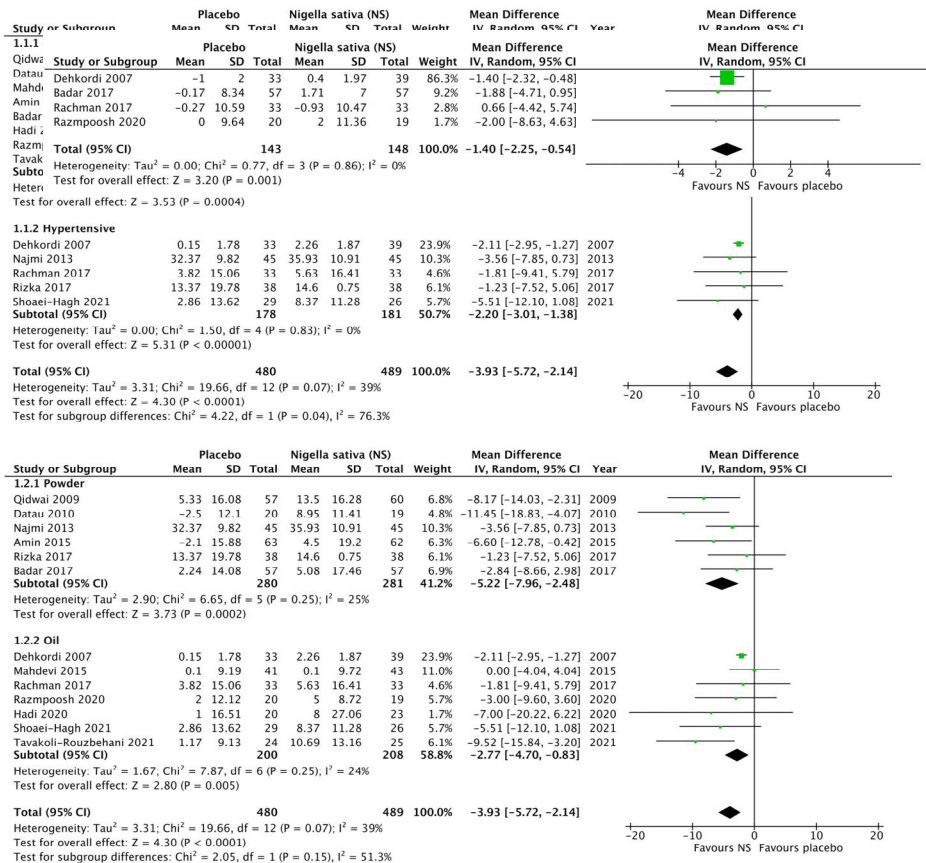 Placebo Nigella sativa (NS) Mean Difference Mean Difference
Study or Subgroup Mean SD Total Mean SD Total Weight IV, Random, 95% CI IV, Random, 95% CI Year
1.1.1
Qidwa
Datau
Mahde
Amin
Badar
Hadi 2
Razmp
Tavak
Subto
Heter
Placebo Nigella sativa (NS) Mean Difference Mean Difference
Study or Subgroup Mean SD Total Mean SD Total Weight IV, Random, 95% CI IV, Random, 95% CI
Dehkordi 2007 -1 2 33 0.4 1.97 39 86.3% -1.40 [-2.32, -0.48]
Badar 2017 -0.17 8.34 57 1.71 7 57 9.2% -1.88 [-4.71, 0.95]
Rachman 2017 -0.27 10.59 33 -0.93 10.47 33 2.8% 0.66 [-4.42, 5.74]
Razmpoosh 2020 0 9.64 20 2 11.36 19 1.7% -2.00 [-8.63, 4.63]
Total (95% CI) 143 148 100.0% -1.40 [-2.25, -0.54]
Heterogeneity: Tau² = 0.00; Chi² = 0.77, df = 3 (P = 0.86); I² = 0%
Test for overall effect: Z = 3.20 (P = 0.001)
-4 -2 0 2 4
Favours NS Favours placebo
Test for overall effect: Z = 3.53 (P = 0.0004)
1.1.2 Hypertensive
Dehkordi 2007 0.15 1.78 33 2.26 1.87 39 23.9% -2.11 [-2.95, -1.27] 2007
Najmi 2013 32.37 9.82 45 35.93 10.91 45 10.3% -3.56 [-7.85, 0.73] 2013
Rachman 2017 3.82 15.06 33 5.63 16.41 33 4.6% -1.81 [-9.41, 5.79] 2017
Rizka 2017 13.37 19.78 38 14.6 0.75 38 6.1% -1.23 [-7.52, 5.06] 2017
Shoaei-Hagh 2021 2.86 13.62 29 8.37 11.28 26 5.7% -5.51 [-12.10, 1.08] 2021
Subtotal (95% CI) 178 181 50.7% -2.20 [-3.01, -1.38]
Heterogeneity: Tau² = 0.00; Chi² = 1.50, df = 4 (P = 0.83); I² = 0%
Test for overall effect: Z = 5.31 (P < 0.00001)
Total (95% CI) 480 489 100.0% -3.93 [-5.72, -2.14]
Heterogeneity: Tau² = 3.31; Chi² = 19.66, df = 12 (P = 0.07); I² = 39%
Test for overall effect: Z = 4.30 (P < 0.0001)
Test for subgroup differences: Chi² = 4.22, df = 1 (P = 0.04), I² = 76.3%
-20 -10 0 10 20
Favours NS Favours placebo
Placebo Nigella sativa (NS) Mean Difference Mean Difference
Study or Subgroup Mean SD Total Mean SD Total Weight IV, Random, 95% CI Year IV, Random, 95% CI
1.2.1 Powder
Qidwai 2009 5.33 16.08 57 13.5 16.28 60 6.8% -8.17 [-14.03, -2.31] 2009
Datau 2010 -2.5 12.1 20 8.95 11.41 19 4.8% -11.45 [-18.83, -4.07] 2010
Najmi 2013 32.37 9.82 45 35.93 10.91 45 10.3% -3.56 [-7.85, 0.73] 2013
Amin 2015 -2.1 15.88 63 4.5 19.2 62 6.3% -6.60 [-12.78, -0.42] 2015
Rizka 2017 13.37 19.78 38 14.6 0.75 38 6.1% -1.23 [-7.52, 5.06] 2017
Badar 2017 2.24 14.08 57 5.08 17.46 57 6.8% -2.84 [-8.66, 2.98] 2017
Subtotal (95% CI) 280 281 41.2% -5.22 [-7.96, -2.48]
Heterogeneity: Tau² = 2.90; Chi² = 6.65, df = 5 (P = 0.25); I² = 25%
Test for overall effect: Z = 3.73 (P = 0.0002)
1.2.2 Oil
Dehkordi 2007 0.15 1.78 33 2.26 1.87 39 23.9% -2.11 [-2.95, -1.27] 2007
Mahdevi 2015 0.1 9.19 41 0.1 9.72 43 11.0% 0.00 [-4.04, 4.04] 2015
Rachman 2017 3.82 15.06 33 5.63 16.41 33 4.6% -1.81 [-9.41, 5.79] 2017
Razmpoosh 2020 2 12.12 20 5 8.72 19 5.7% -3.00 [-9.60, 3.60] 2020
Hadi 2020 1 16.51 20 8 27.06 23 1.7% -7.00 [-20.22, 6.22] 2020
Shoaei-Hagh 2021 2.86 13.62 29 8.37 11.28 26 5.7% -5.51 [-12.10, 1.08] 2021
Tavakoli-Rouzbehani 2021 1.17 9.13 24 10.69 13.16 25 6.1% -9.52 [-15.84, -3.20] 2021
Subtotal (95% CI) 200 208 58.8% -2.77 [-4.70, -0.83]
Heterogeneity: Tau² = 1.67; Chi² = 7.87, df = 6 (P = 0.25); I² = 24%
Test for overall effect: Z = 2.80 (P = 0.005)
Total (95% CI) 480 489 100.0% -3.93 [-5.72, -2.14]
Heterogeneity: Tau² = 3.31; Chi² = 19.66, df = 12 (P = 0.07); I² = 39%
Test for overall effect: Z = 4.30 (P < 0.0001)
Test for subgroup differences: Chi² = 2.05, df = 1 (P = 0.15), I² = 51.3%
-20 -10 0 10 20
Favours NS Favours placebo